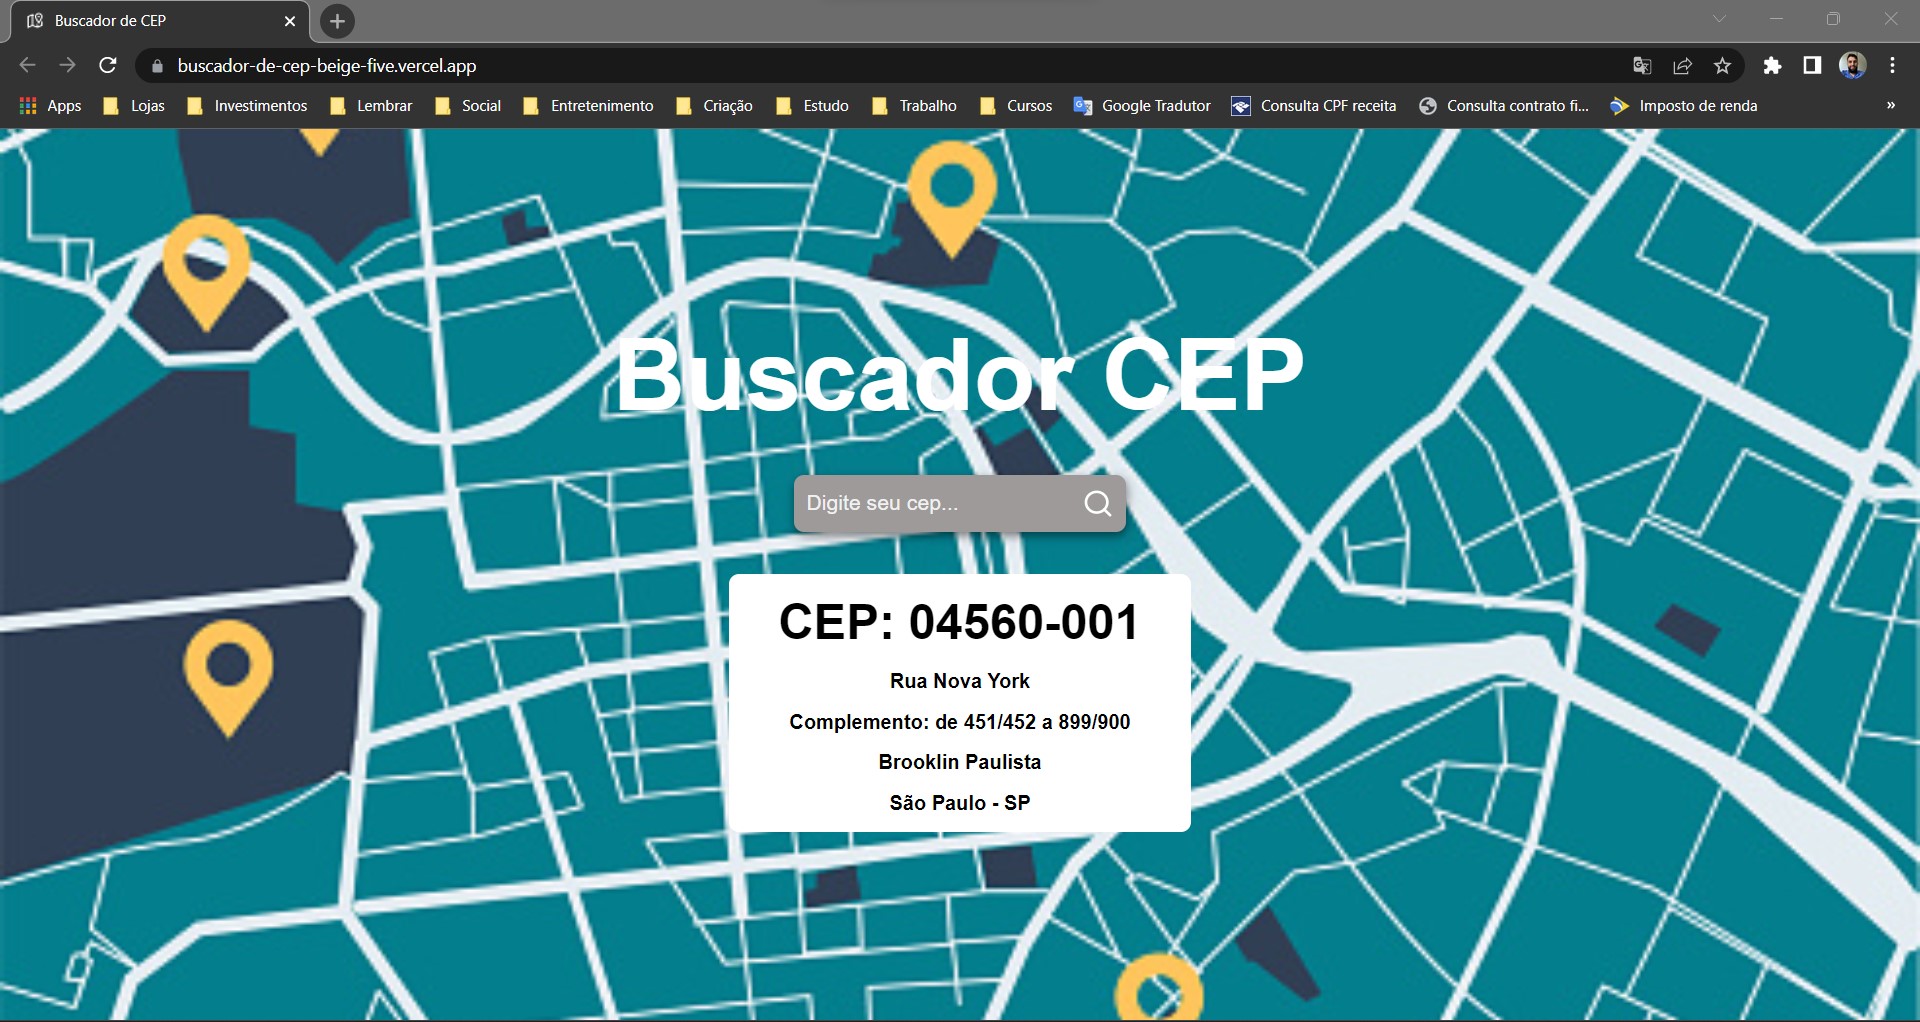 Buscador de CEP
buscador-de-cep-beige-five.vercel.app
Apps Lojas Investimentos Lembrar Social Entretenimento Criação Estudo Trabalho Cursos Google Tradutor Consulta CPF receita Consulta contrato fi... Imposto de renda »
Buscador CEP
Digite seu cep...
CEP: 04560-001
Rua Nova York
Complemento: de 451/452 a 899/900
Brooklin Paulista
São Paulo - SP